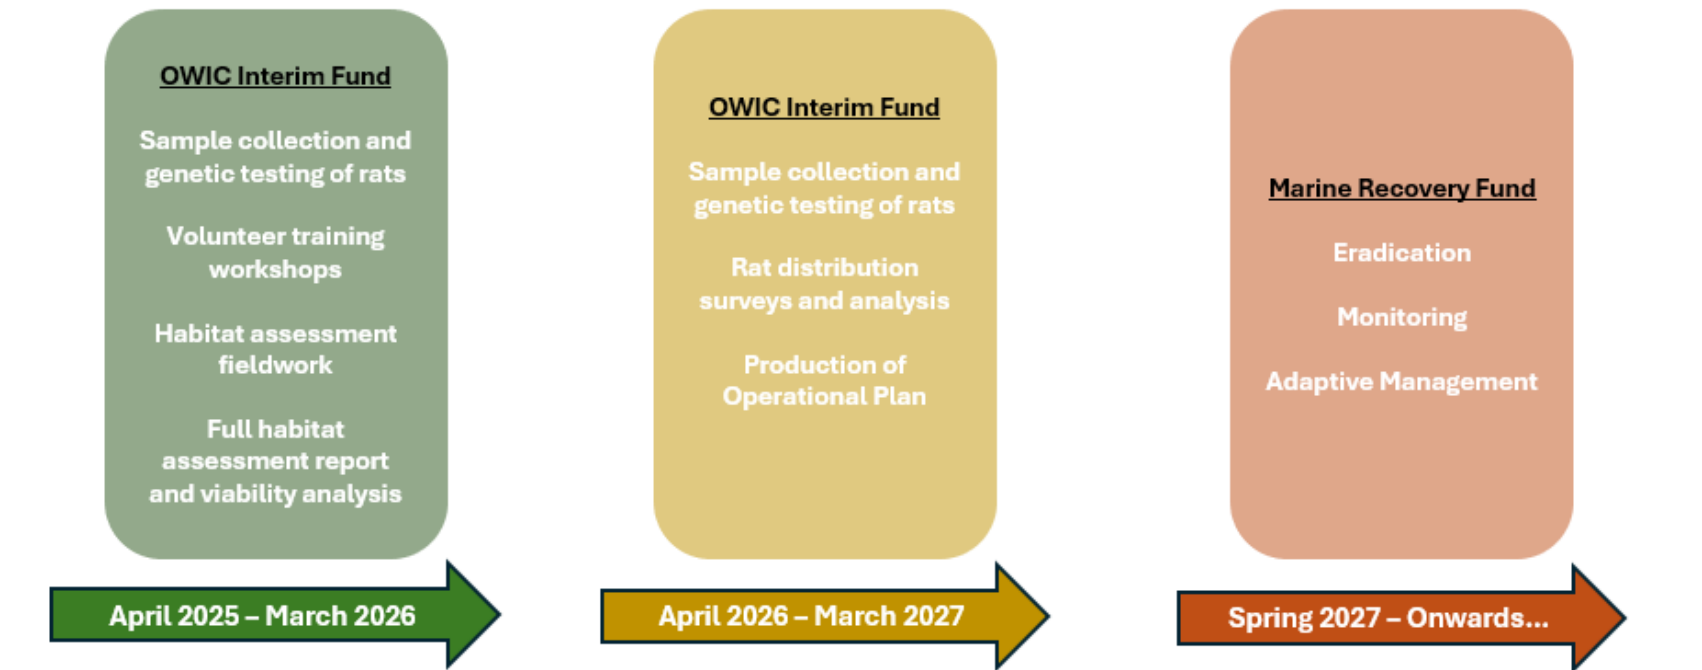 OWIC Interim Fund
Sample collection and
genetic testing of rats
Volunteer training
workshops
Habitat assessment
fieldwork
Full habitat
assessment report
and viability analysis
April 2025 – March 2026
OWIC Interim Fund
Sample collection and
genetic testing of rats
Rat distribution
surveys and analysis
Production of
Operational Plan
April 2026 – March 2027
Marine Recovery Fund
Eradication
Monitoring
Adaptive Management
Spring 2027 – Onwards...